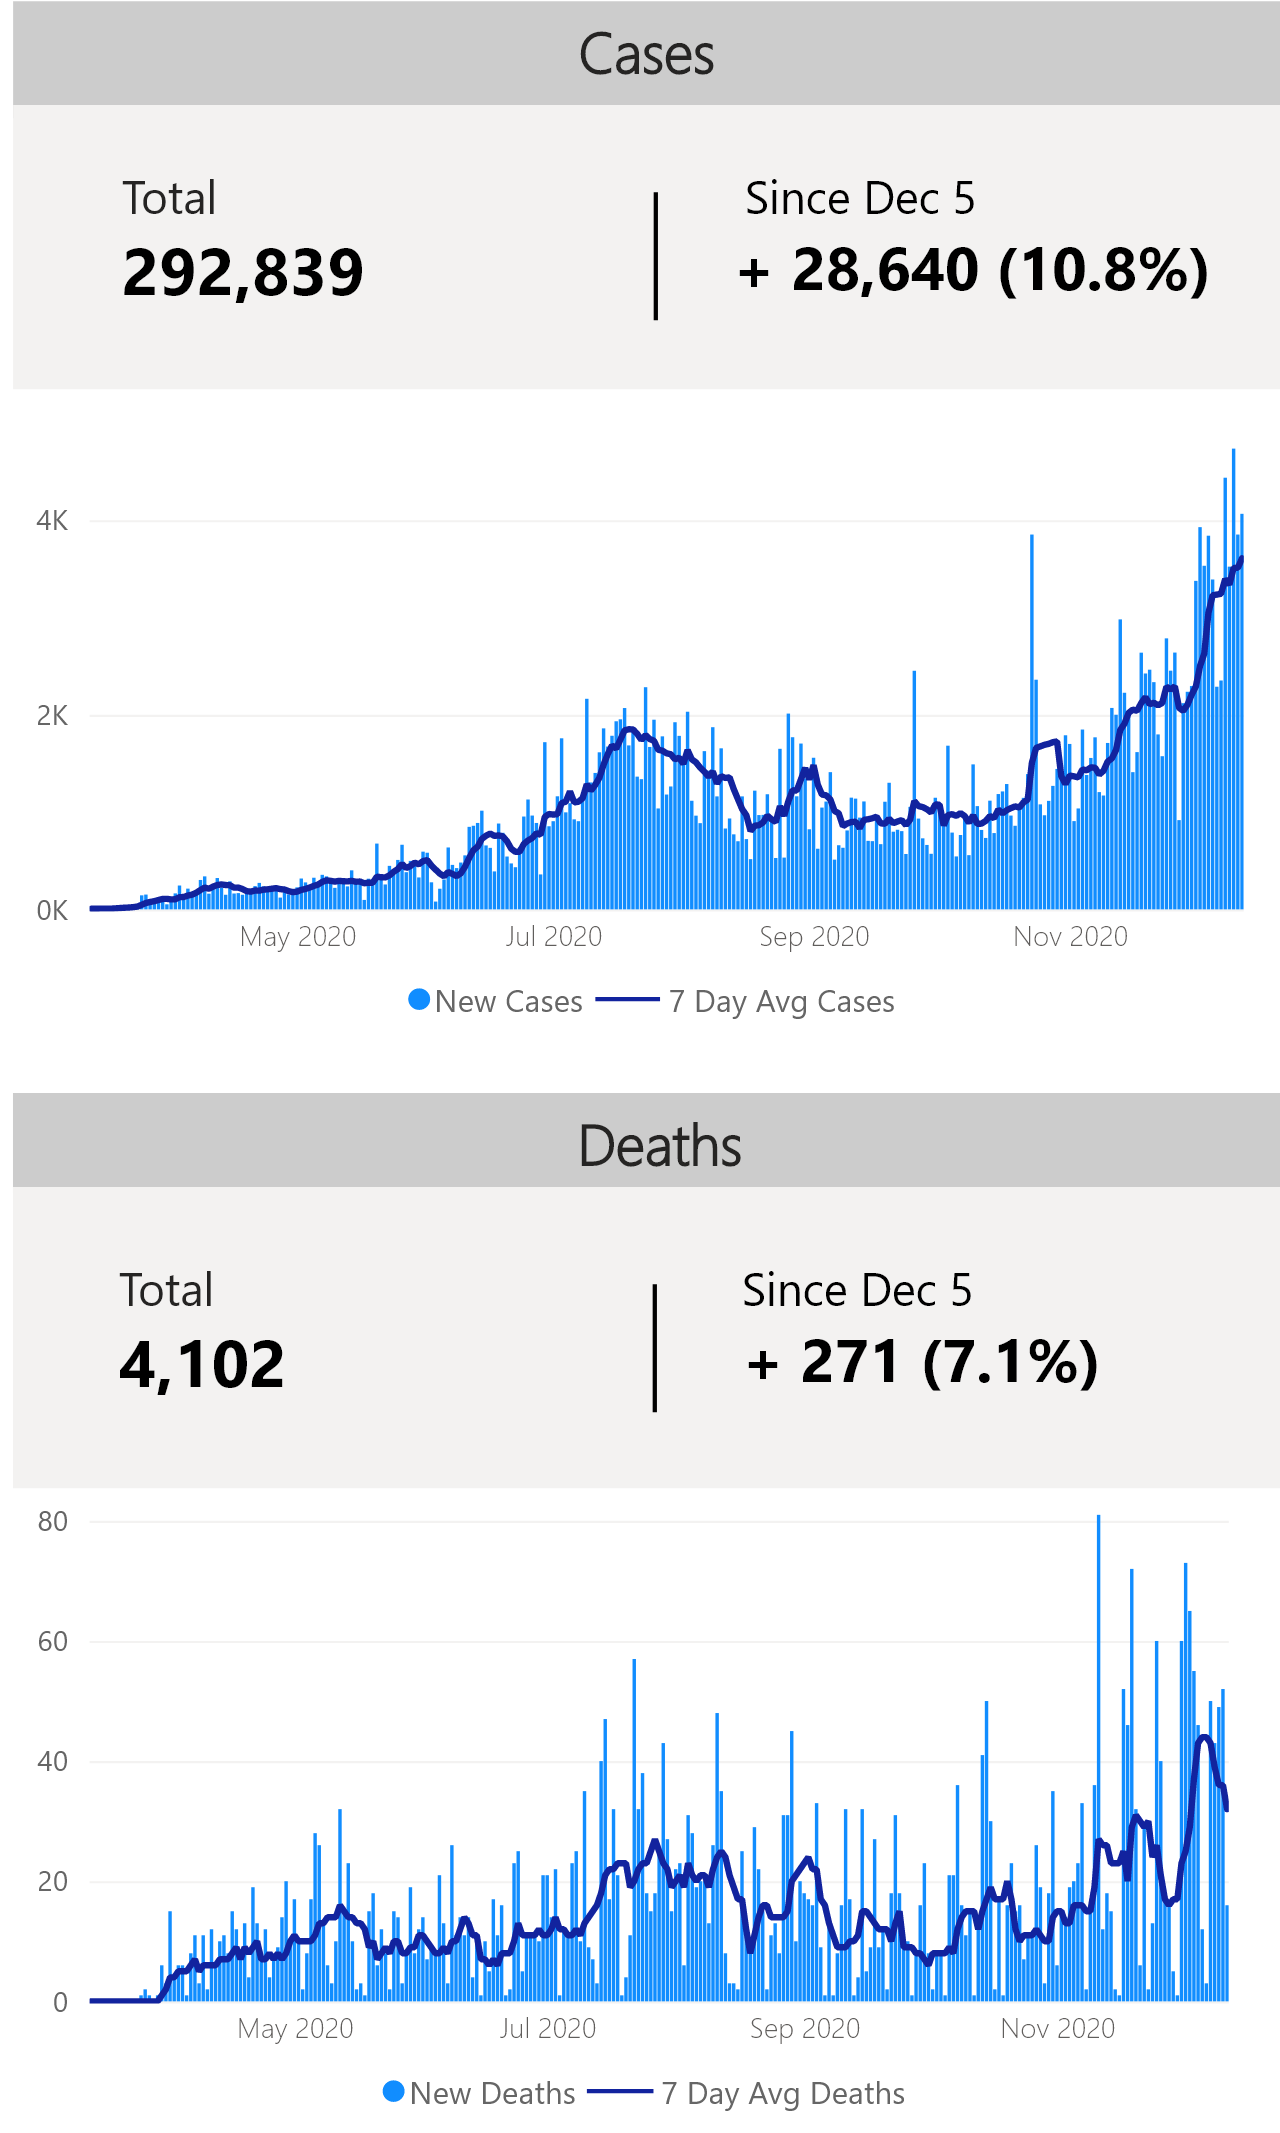 Cases
Total
Since Dec 5
292,839
+ 28,640 (10.8%)
4K
2K
0K
May 2020
Jul 2020
Sep 2020
Nov 2020
New Cases
7 Day Avg Cases
Deaths
Total
Since Dec 5
4,102
+ 271 (7.1%)
80
60
40
20
0
May 2020
Jul 2020
Sep 2020
Nov 2020
New Deaths
7 Day Avg Deaths